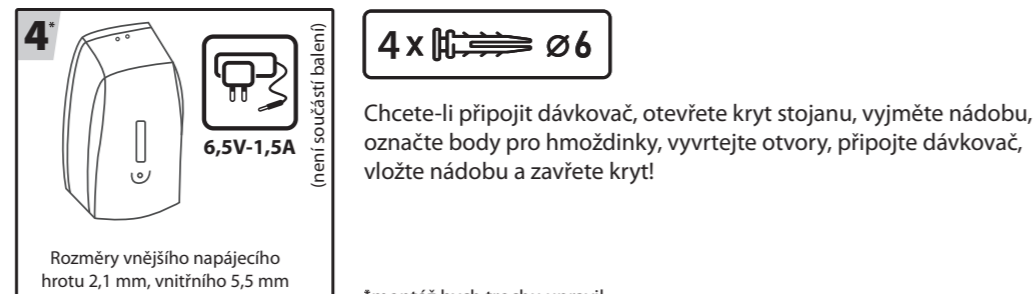 4*
6,5V-1,5A
(není součástí balení)
Rozměry vnějšího napájecího
hrotu 2,1 mm, vnitřního 5,5 mm
4 x ⌀ 6
Chcete-li připojit dávkovač, otevřete kryt stojanu, vyjměte nádobu,
označte body pro hmoždinky, vyvrtejte otvory, připojte dávkovač,
vložte nádobu a zavřete kryt!